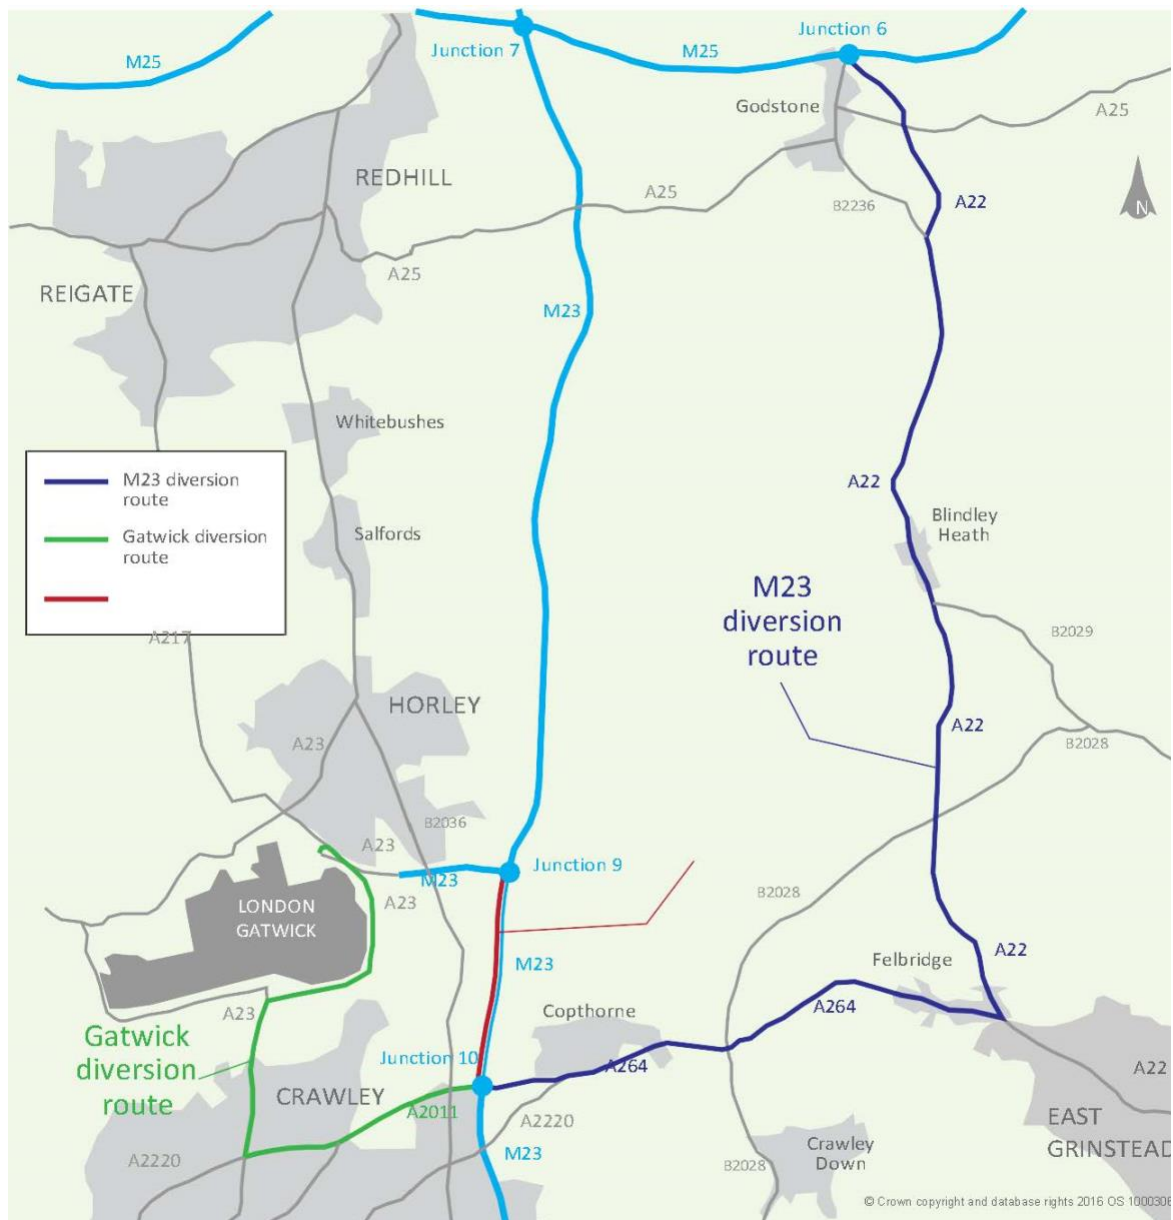 Junction 7
Junction 6
M25
M25
Godstone
A25
REDHILL
A25
B2236
A22
N
A25
REIGATE
M23
Whitebushes
M23 diversion
route
A22
Blindley
Heath
Gatwick diversion
route
Salfords
M23
diversion
route
A217
B2029
HORLEY
A22
A23
B2028
B2036
A23
Junction 9
M23
A23
B2028
LONDON
GATWICK
M23
Felbridge
A22
A23
Copthorne
A264
Gatwick
diversion
route
Junction 10
A264
CRAWLEY
A2011
A22
A2220
EAST
GRINSTEAD
A2220
M23
Crawley
Down
B2028
© Crown copyright and database rights 2016 OS 1000306